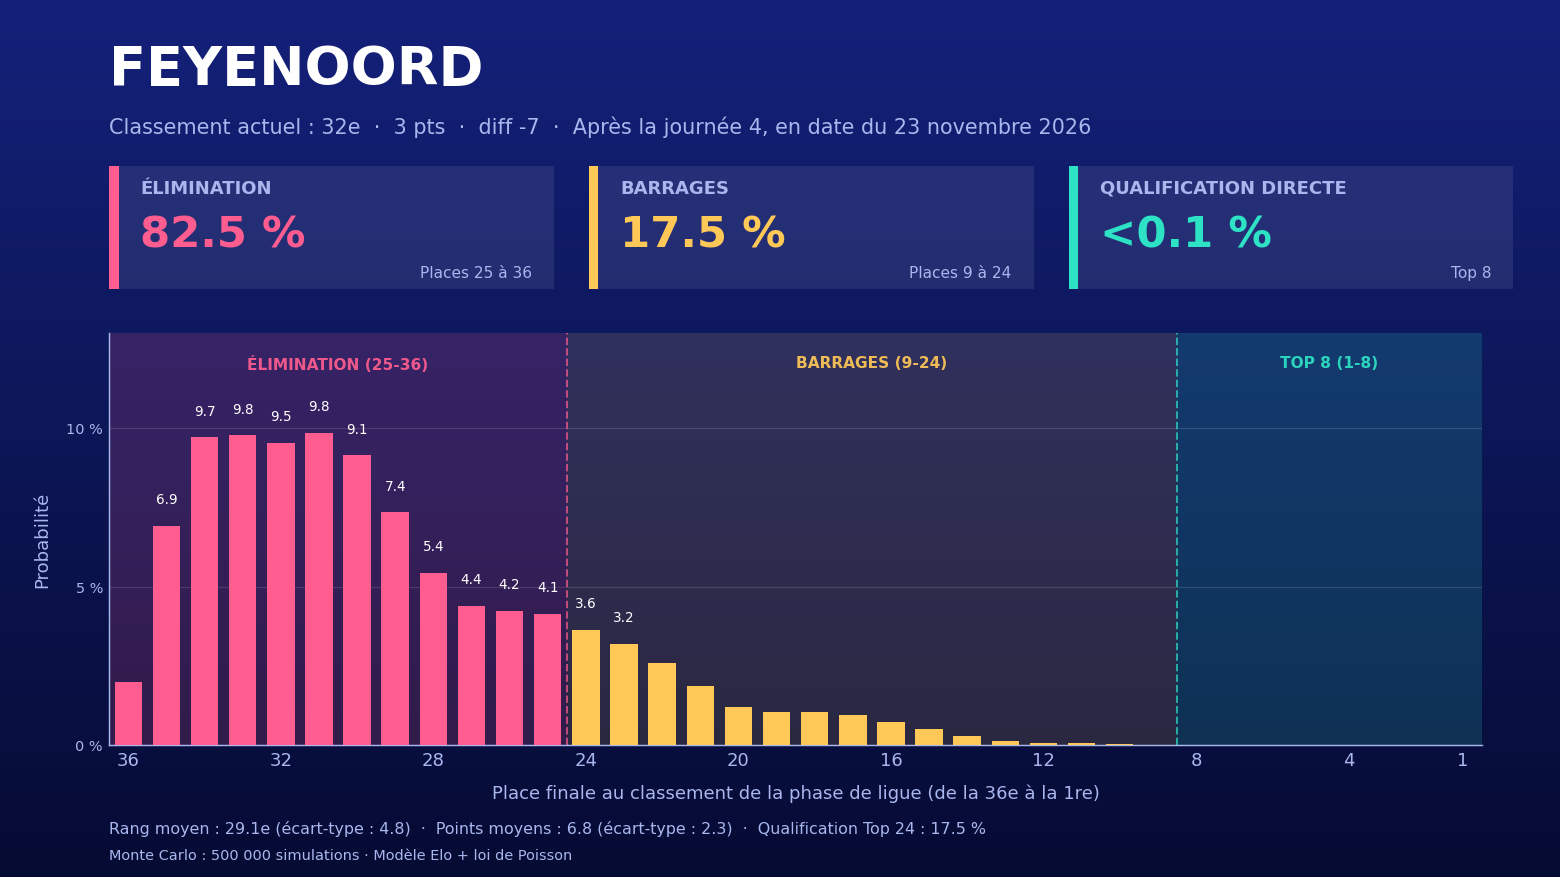 FEYENOORD
Classement actuel : 32e · 3 pts · diff -7 · Après la journée 4, en date du 23 novembre 2026
ÉLIMINATION
82.5 %
Places 25 à 36
BARRAGES
17.5 %
Places 9 à 24
QUALIFICATION DIRECTE
<0.1 %
Top 8
ÉLIMINATION (25-36)
BARRAGES (9-24)
TOP 8 (1-8)
Probabilité
10 %
5 %
0 %
6.9
9.7
9.8
9.5
9.8
9.1
7.4
5.4
4.4
4.2
4.1
3.6
3.2
36 32 28 24 20 16 12 8 4 1
Place finale au classement de la phase de ligue (de la 36e à la 1re)
Rang moyen : 29.1e (écart-type : 4.8) · Points moyens : 6.8 (écart-type : 2.3) · Qualification Top 24 : 17.5 %
Monte Carlo : 500 000 simulations · Modèle Elo + loi de Poisson